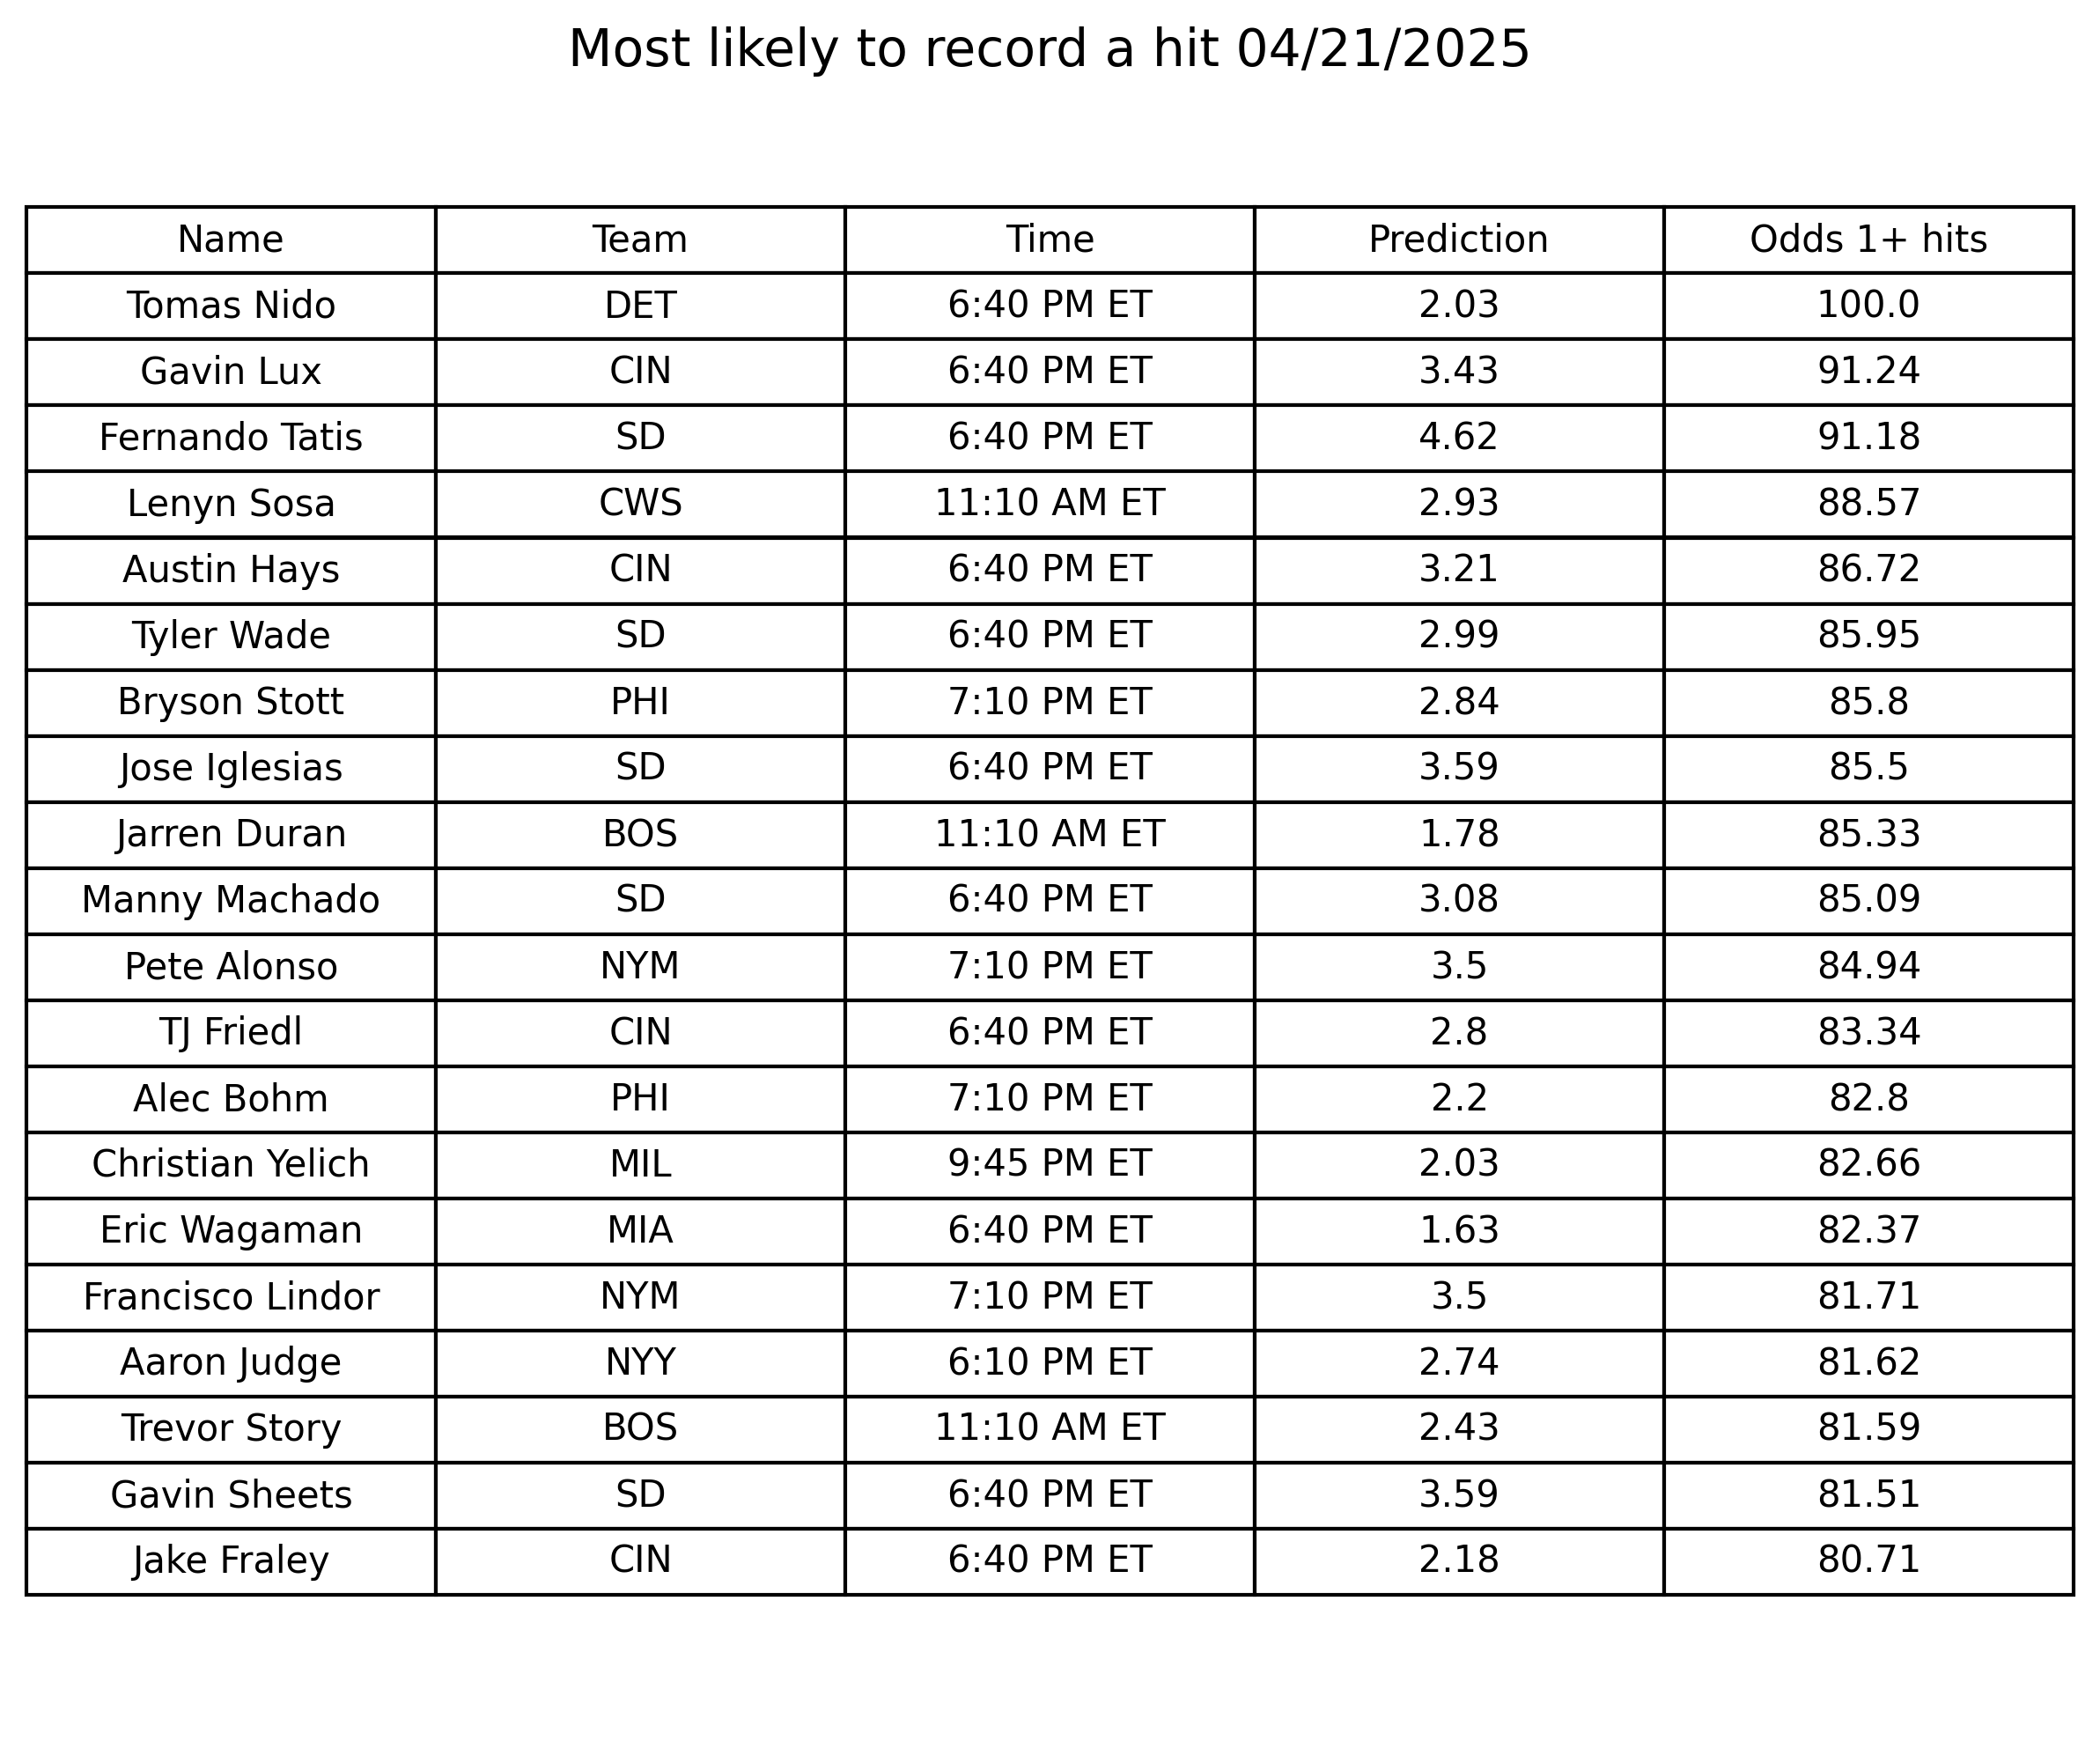 Most likely to record a hit 04/21/2025
Name Team Time Prediction Odds 1+ hits
Tomas Nido DET 6:40 PM ET 2.03 100.0
Gavin Lux CIN 6:40 PM ET 3.43 91.24
Fernando Tatis SD 6:40 PM ET 4.62 91.18
Lenyn Sosa CWS 11:10 AM ET 2.93 88.57
Austin Hays CIN 6:40 PM ET 3.21 86.72
Tyler Wade SD 6:40 PM ET 2.99 85.95
Bryson Stott PHI 7:10 PM ET 2.84 85.8
Jose Iglesias SD 6:40 PM ET 3.59 85.5
Jarren Duran BOS 11:10 AM ET 1.78 85.33
Manny Machado SD 6:40 PM ET 3.08 85.09
Pete Alonso NYM 7:10 PM ET 3.5 84.94
TJ Friedl CIN 6:40 PM ET 2.8 83.34
Alec Bohm PHI 7:10 PM ET 2.2 82.8
Christian Yelich MIL 9:45 PM ET 2.03 82.66
Eric Wagaman MIA 6:40 PM ET 1.63 82.37
Francisco Lindor NYM 7:10 PM ET 3.5 81.71
Aaron Judge NYY 6:10 PM ET 2.74 81.62
Trevor Story BOS 11:10 AM ET 2.43 81.59
Gavin Sheets SD 6:40 PM ET 3.59 81.51
Jake Fraley CIN 6:40 PM ET 2.18 80.71